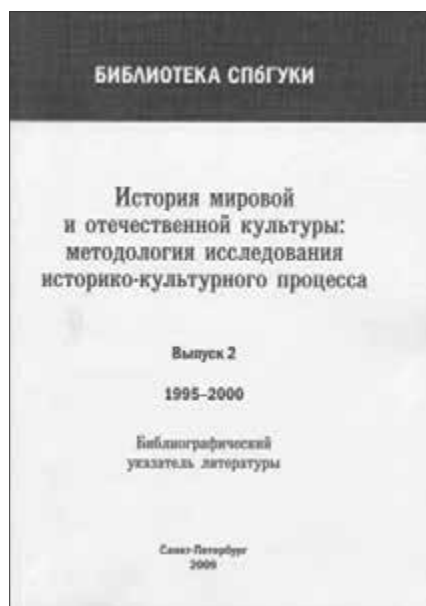 БИБЛИОТЕКА СПбГУКИ
История мировой
и отечественной культуры:
методология исследования
историко-культурного процесса
Выпуск 2
1995–2000
Библиографический
указатель литературы
Санкт-Петербург
2009